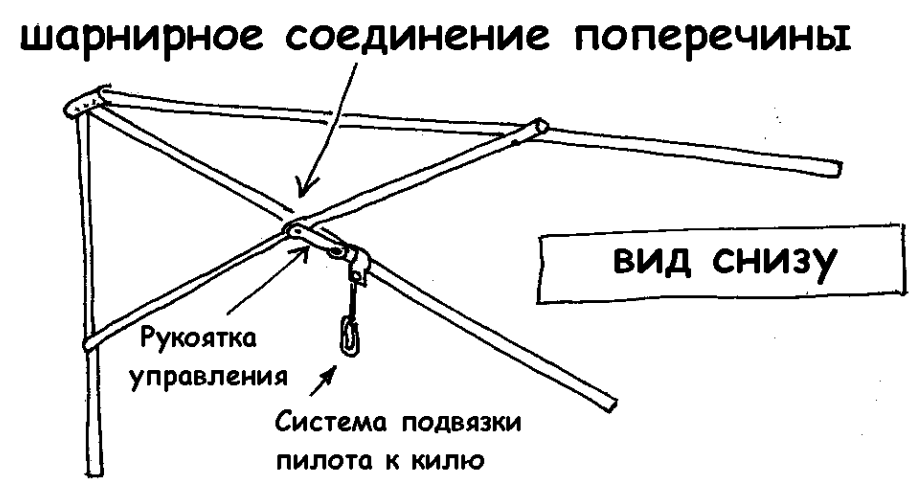 шарнирное соединение поперечины
вид снизу
Рукоятка
управления
Система подвязки
пилота к килю